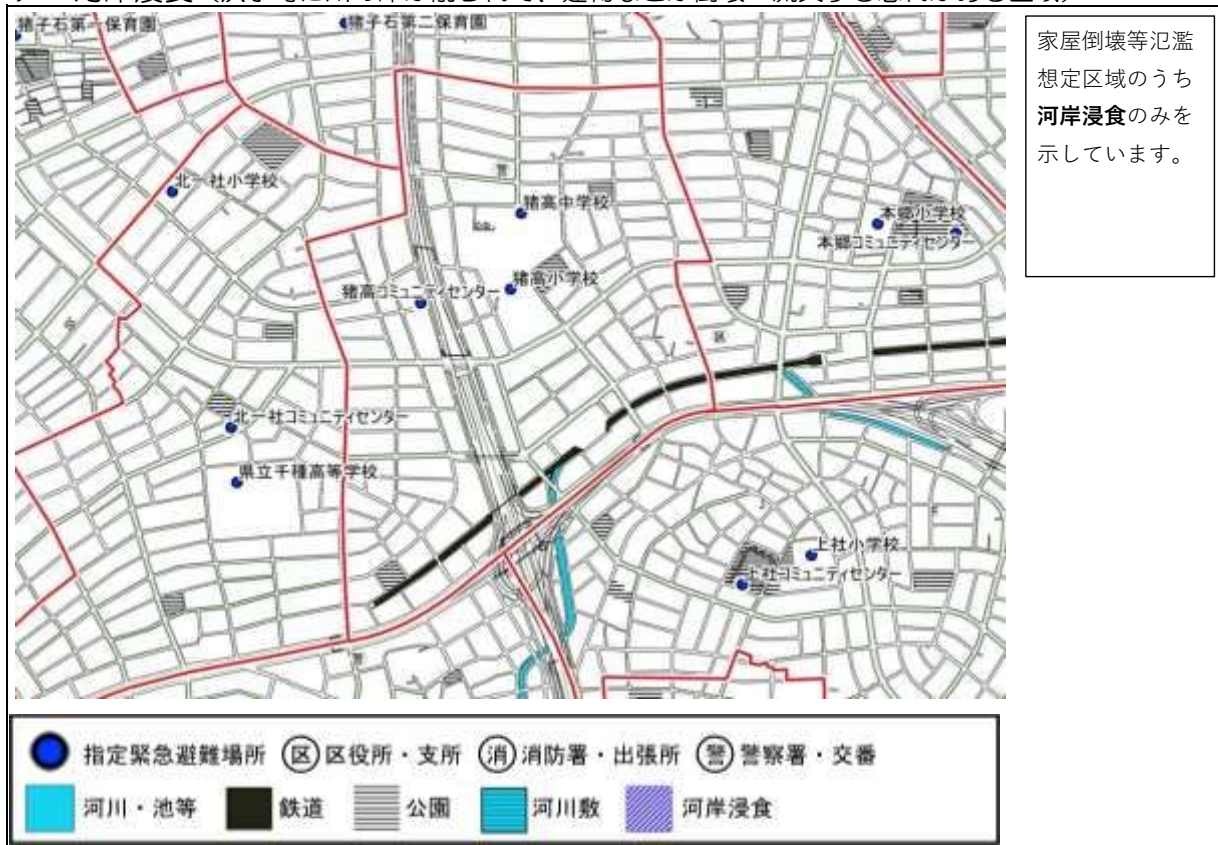 猪子石第一保育園
猪子石第二保育園
家屋倒壊等氾濫
想定区域のうち
河岸浸食のみを
示しています。
北一社小学校
猪高中学校
本郷小学校
本郷コミュニティセンター
猪高コミュニティセンター
猪高小学校
区
北一社コミュニティセンター
県立千種高等学校
上社小学校
上社コミュニティセンター
指定緊急避難場所 区 区役所・支所 消 消防署・出張所 警 警察署・交番
河川・池等 鉄道 公園 河川敷 河岸浸食